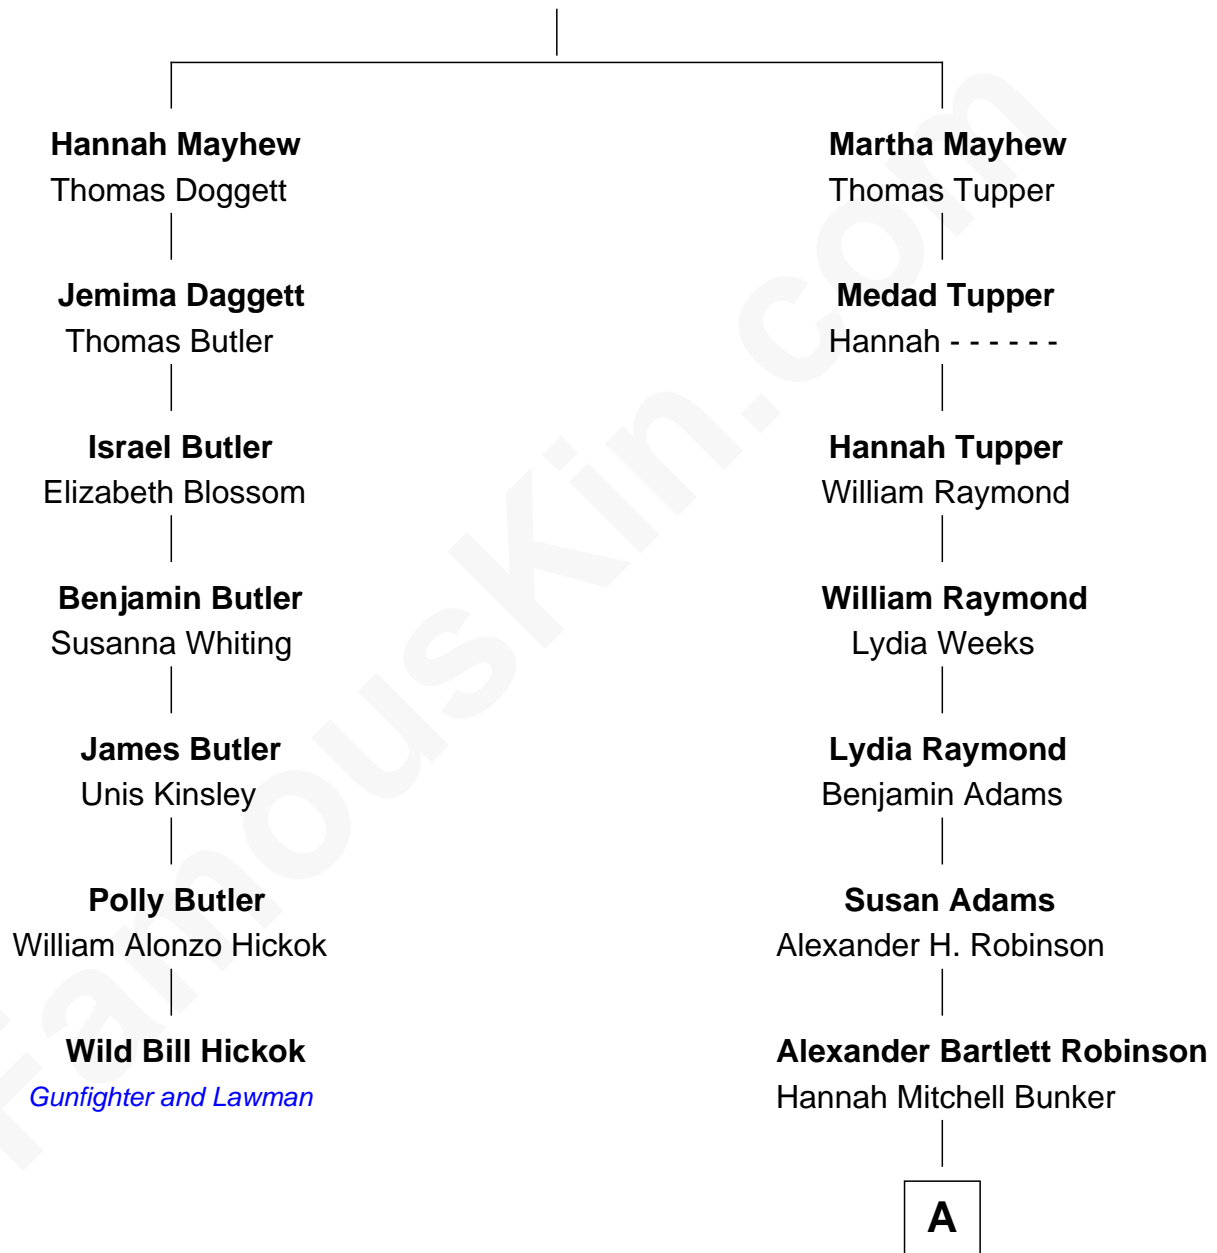 Hannah Mayhew
Thomas Doggett
Jemima Daggett
Thomas Butler
Israel Butler
Elizabeth Blossom
Benjamin Butler
Susanna Whiting
James Butler
Unis Kinsley
Polly Butler
William Alonzo Hickok
Wild Bill Hickok
Gunfighter and Lawman
Martha Mayhew
Thomas Tupper
Medad Tupper
Hannah - - - - - -
Hannah Tupper
William Raymond
William Raymond
Lydia Weeks
Lydia Raymond
Benjamin Adams
Susan Adams
Alexander H. Robinson
Alexander Bartlett Robinson
Hannah Mitchell Bunker
A
FamousKin.com